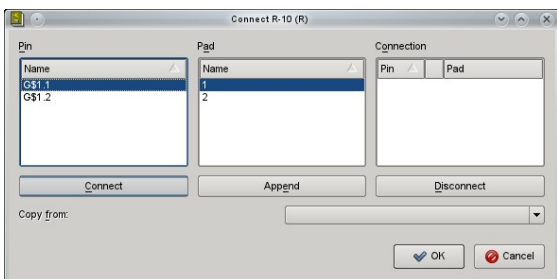 Connect R-10 (R)
Pin Pad Connection
Name Name Pin Pad
G$1.1 1
G$1.2 2
Connect Append Disconnect
Copy from:
OK Cancel